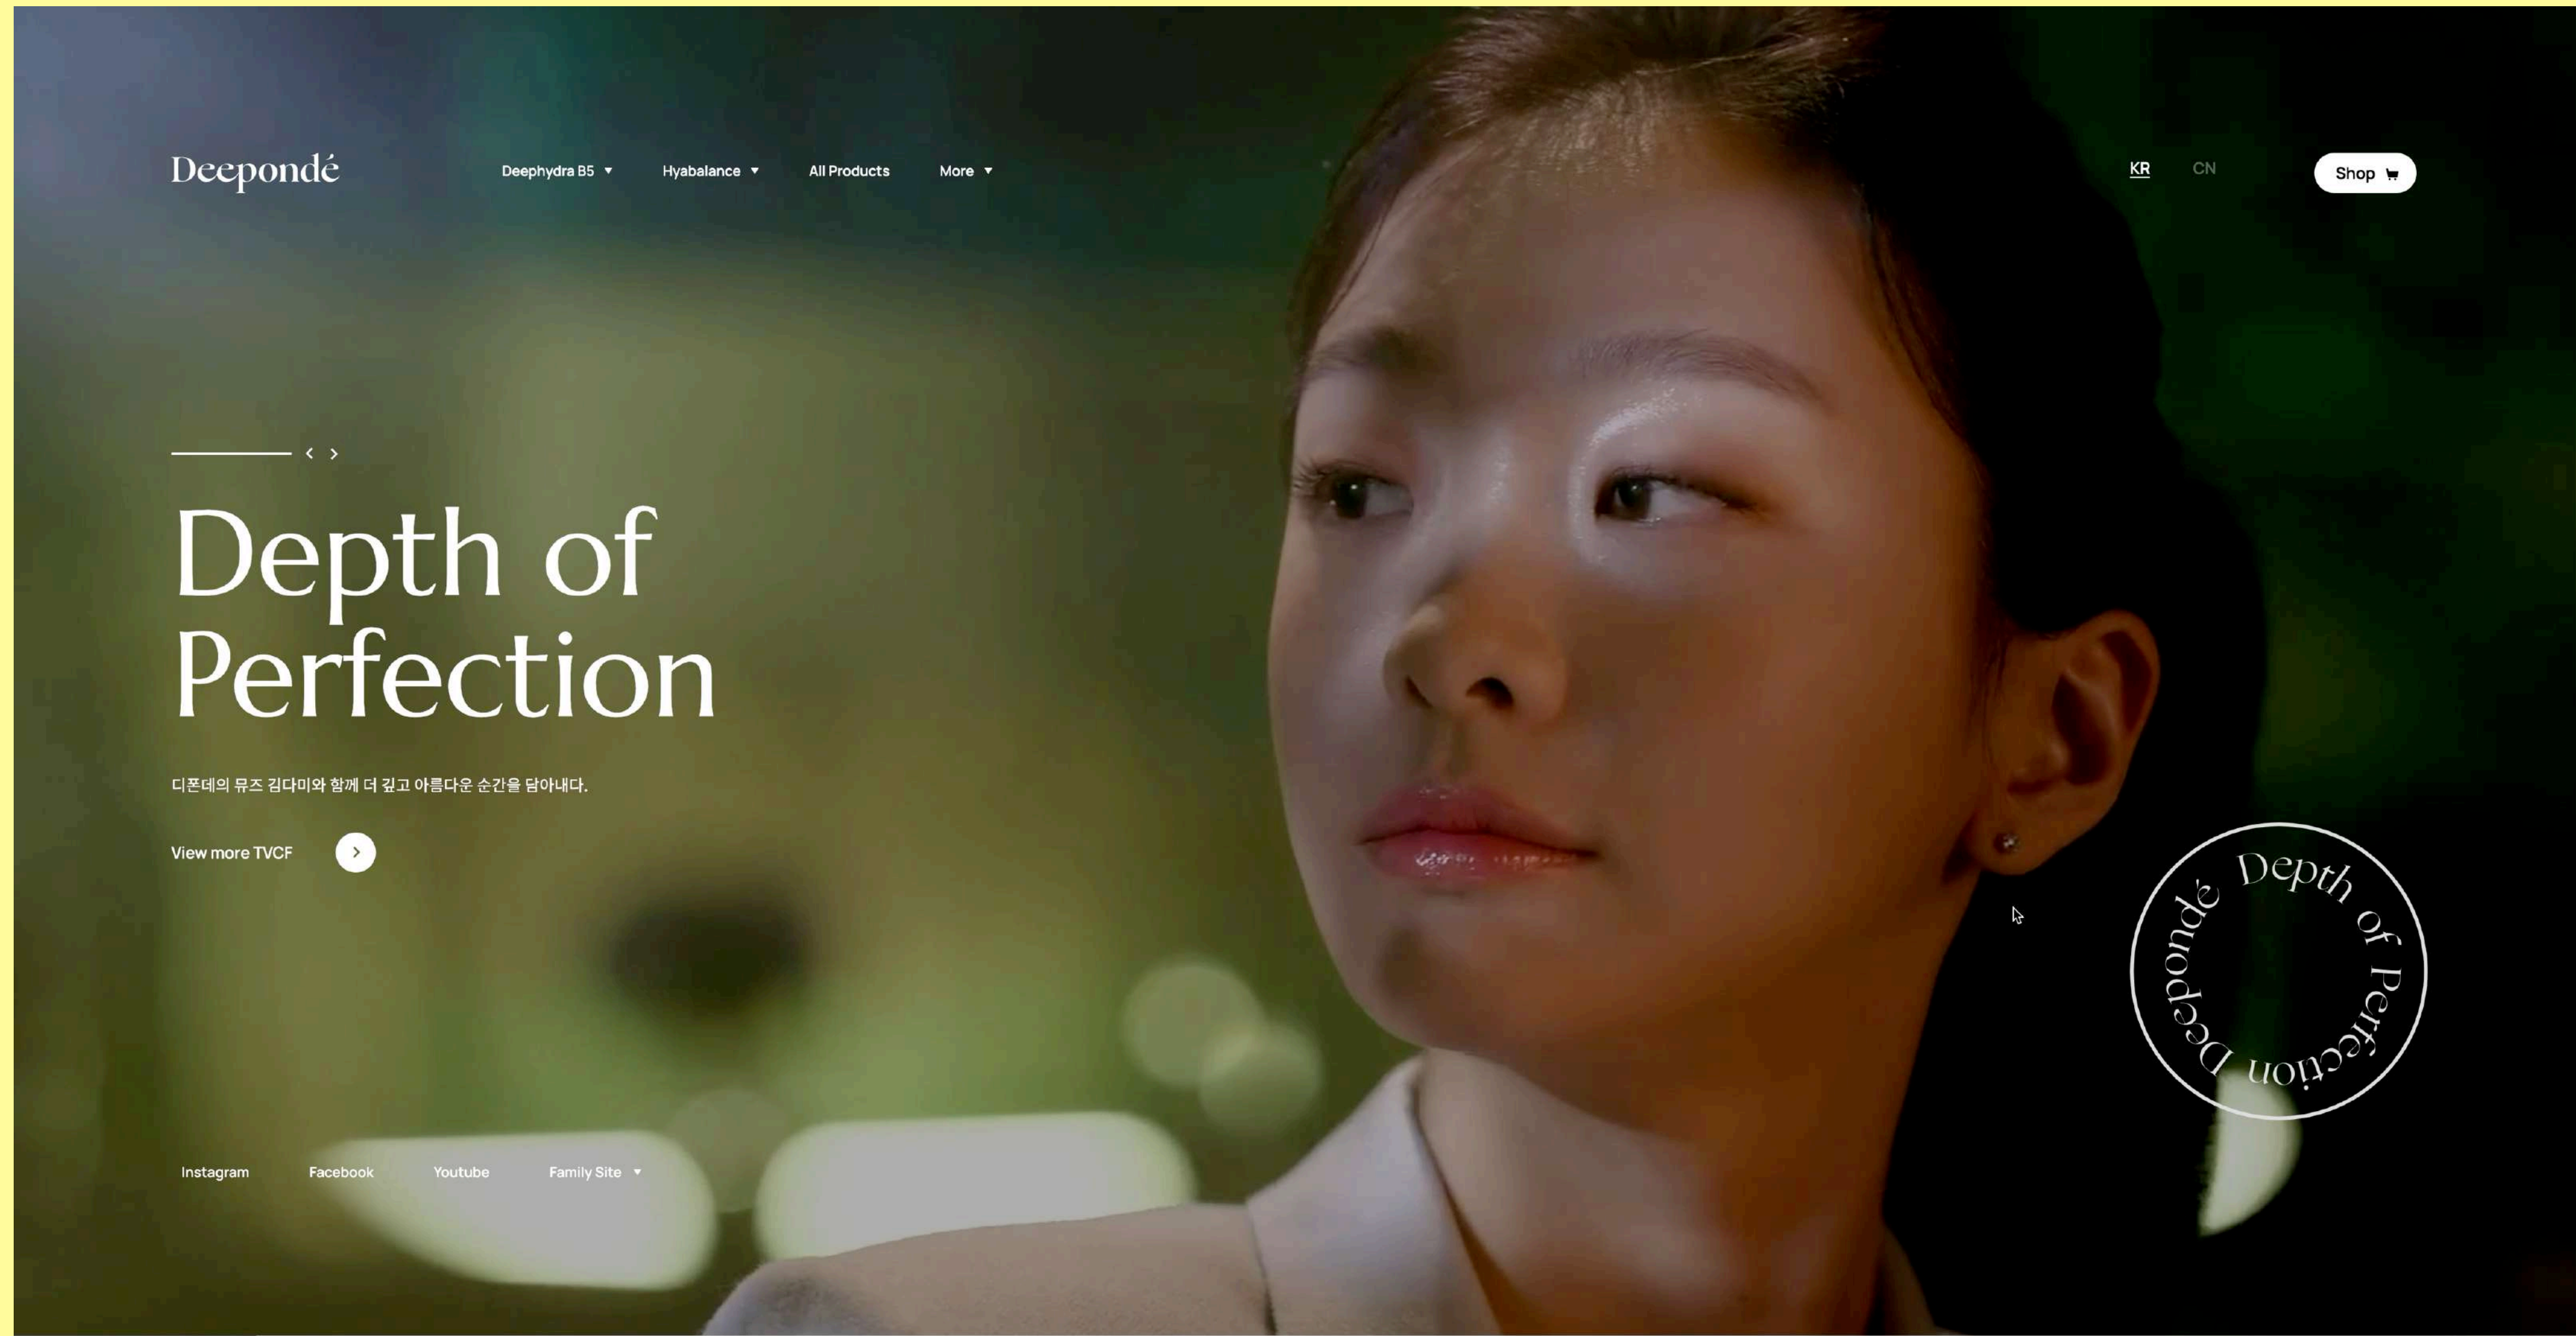 Deepondé
Deephydra B5
Hyabalance
All Products
More
KR
CN
Shop
Depth of
Perfection
디폰데의 뮤즈 김다미와 함께 더 깊고 아름다운 순간을 담아내다.
View more TVCF
Deepondé Depth of Perfection
Instagram
Facebook
Youtube
Family Site